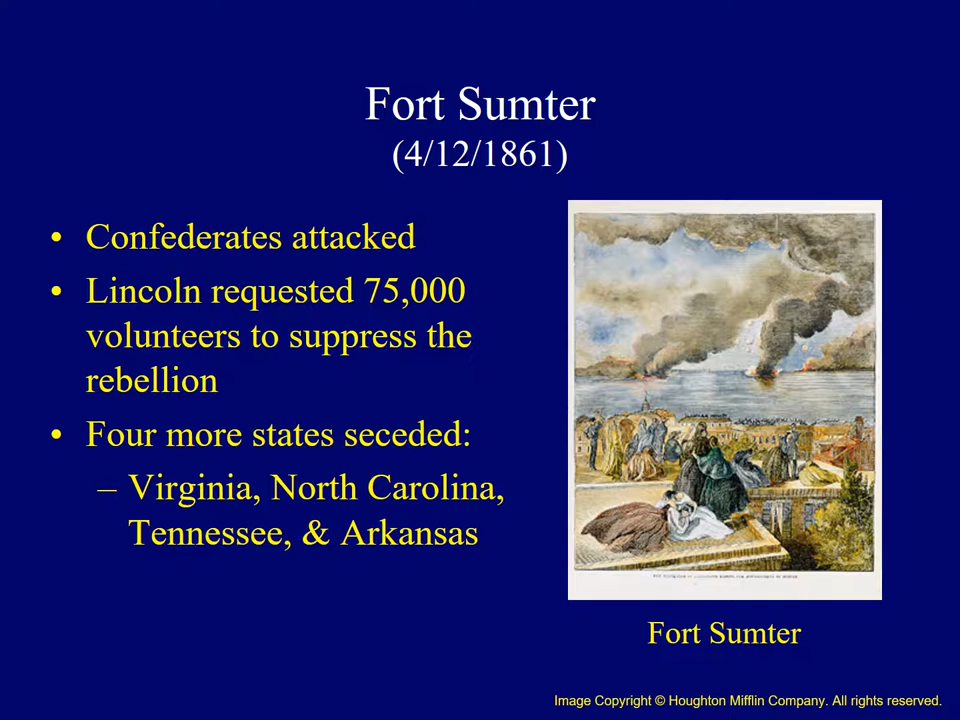 Fort Sumter
(4/12/1861)
• Confederates attacked
• Lincoln requested 75,000
volunteers to suppress the
rebellion
• Four more states seceded:
– Virginia, North Carolina,
Tennessee, & Arkansas
Fort Sumter
Image Copyright © Houghton Mifflin Company. All rights reserved.